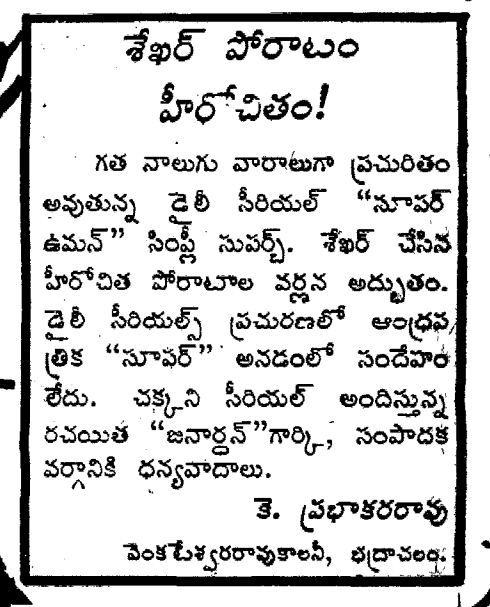 శేఖర్ పోరాటం
హీరోచితం!
గత నాలుగు వారాలుగా ప్రచురితం
అవుతున్న డైలీ సీరియల్ “సూపర్
ఉమన్” సింప్లీ సుపర్బ్. శేఖర్ చేసిన
హీరోచిత పోరాటాల వర్ణన అద్భుతం.
డైలీ సీరియల్స్ ప్రచురణలో ఆంధ్రప
త్రిక “సూపర్” అనడంలో సందేహం
లేదు. చక్కని సీరియల్ అందిస్తున్న
రచయిత “జనార్ధన్”గార్కి, సంపాదక
వర్గానికి ధన్యవాదాలు.
కె. ప్రభాకరరావు
వెంకటేశ్వరరావుకాలనీ, భద్రాచలం.